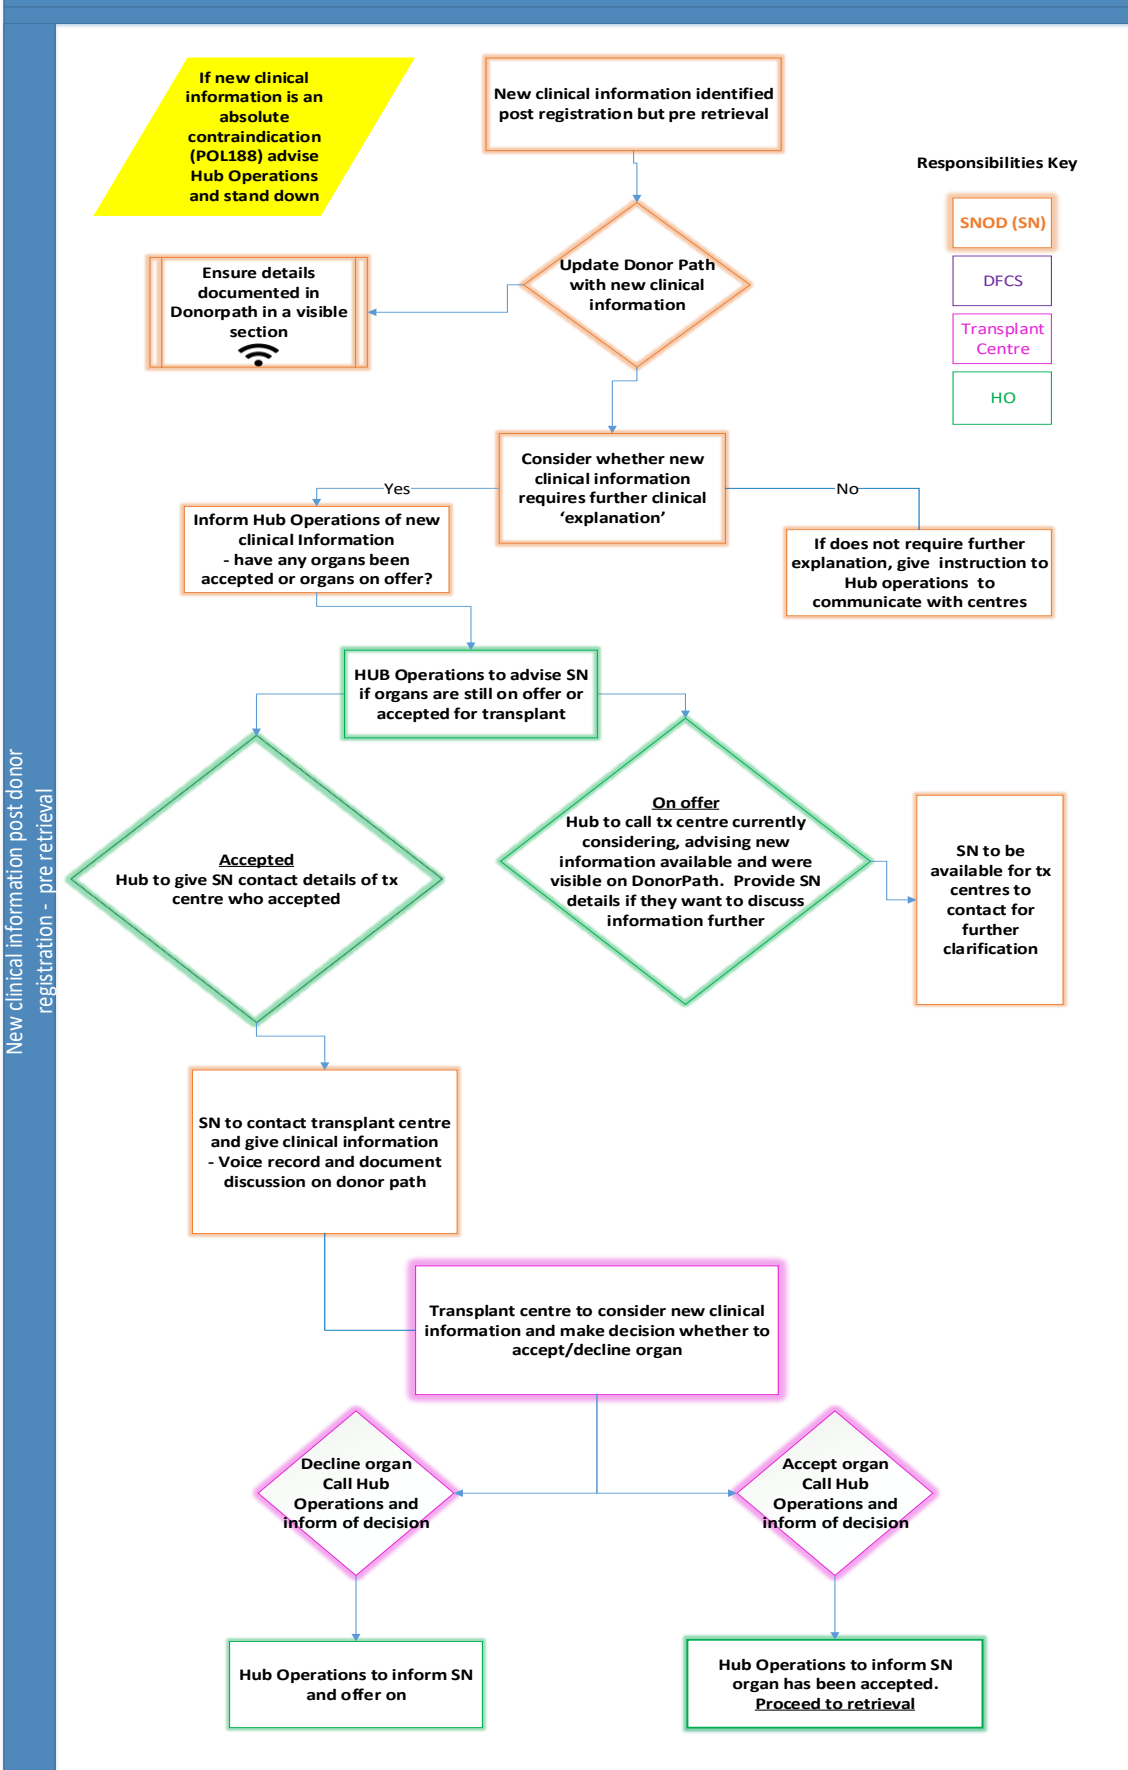 New clinical information post donor
registration - pre retrieval
If new clinical
information is an
absolute
contraindication
(POL188) advise
Hub Operations
and stand down
New clinical information identified
post registration but pre retrieval
Responsibilities Key
SNOD (SN)
DFCS
Transplant
Centre
HO
Update Donor Path
with new clinical
information
Ensure details
documented in
Donorpath in a visible
section
Consider whether new
clinical information
requires further clinical
‘explanation’
Yes
No
Inform Hub Operations of new
clinical Information
- have any organs been
accepted or organs on offer?
If does not require further
explanation, give instruction to
Hub operations to
communicate with centres
HUB Operations to advise SN
if organs are still on offer or
accepted for transplant
Accepted
Hub to give SN contact details of tx
centre who accepted
On offer
Hub to call tx centre currently
considering, advising new
information available and were
visible on DonorPath. Provide SN
details if they want to discuss
information further
SN to be
available for tx
centres to
contact for
further
clarification
SN to contact transplant centre
and give clinical information
- Voice record and document
discussion on donor path
Transplant centre to consider new clinical
information and make decision whether to
accept/decline organ
Decline organ
Call Hub
Operations and
inform of decision
Accept organ
Call Hub
Operations and
inform of decision
Hub Operations to inform SN
and offer on
Hub Operations to inform SN
organ has been accepted.
Proceed to retrieval